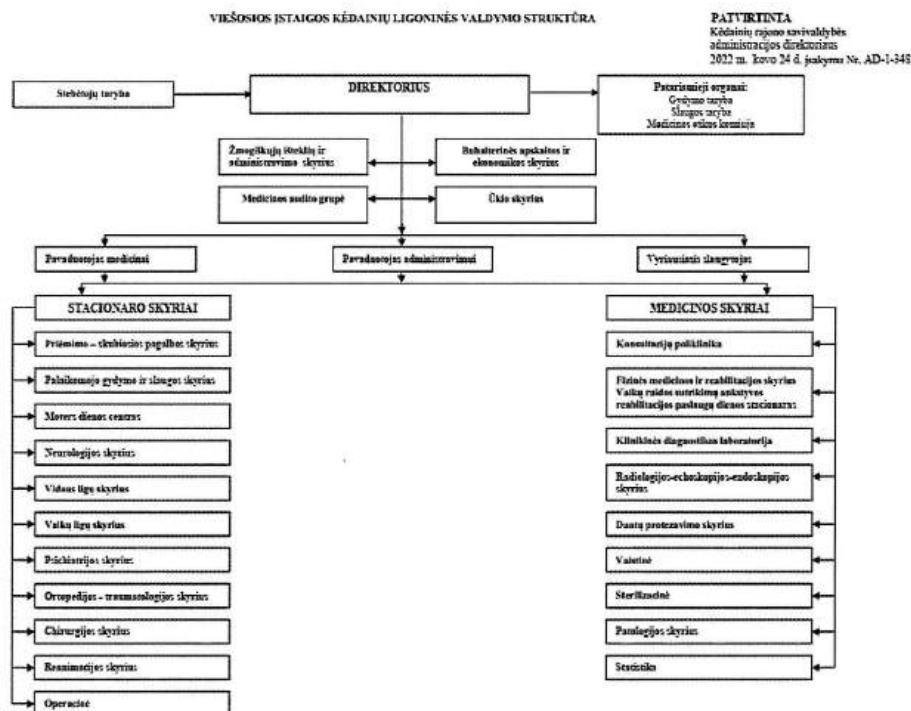 VIEŠOSIOS ĮSTAIGOS KĖDAINIŲ LIGONINĖS VALDYMO STRUKTŪRA
PATVIRTINTA
Kėdainių rajono savivaldybės
administracijos direktoriaus
2022 m. kovo 24 d. įsakymu Nr. AD-1-348
Stebėtojų taryba
DIREKTORIUS
Patariamieji organai:
Gydymo taryba
Slaugos taryba
Medicinos etikos komisija
Žmogiškųjų išteklių ir
administravimo skyrius
Buhalterinės apskaitos ir
ekonomikos skyrius
Medicinos audito grupė
Ūkio skyrius
Pavaduotojas medicinai
Pavaduotojas administravimui
Vyriausiasis slaugytojas
STACIONARO SKYRIAI
Priėmimo – skubiosios pagalbos skyrius
Palaikomojo gydymo ir slaugos skyrius
Moters dienos centras
Neurologijos skyrius
Vidaus ligų skyrius
Vaikų ligų skyrius
Psichiatrijos skyrius
Ortopedijos - traumatologijos skyrius
Chirurgijos skyrius
Reanimacijos skyrius
Operacinė
MEDICINOS SKYRIAI
Konsultacijų poliklinika
Fizinės medicinos ir reabilitacijos skyrius
Vaikų raidos sutrikimų ankstyvos
reabilitacijos paslaugų dienos stacionaras
Klinikinės diagnostikos laboratorija
Radiologijos-echoskopijos-endoskopijos
skyrius
Dantų protezavimo skyrius
Vaistinė
Sterilizacinė
Patologijos skyrius
Statistika